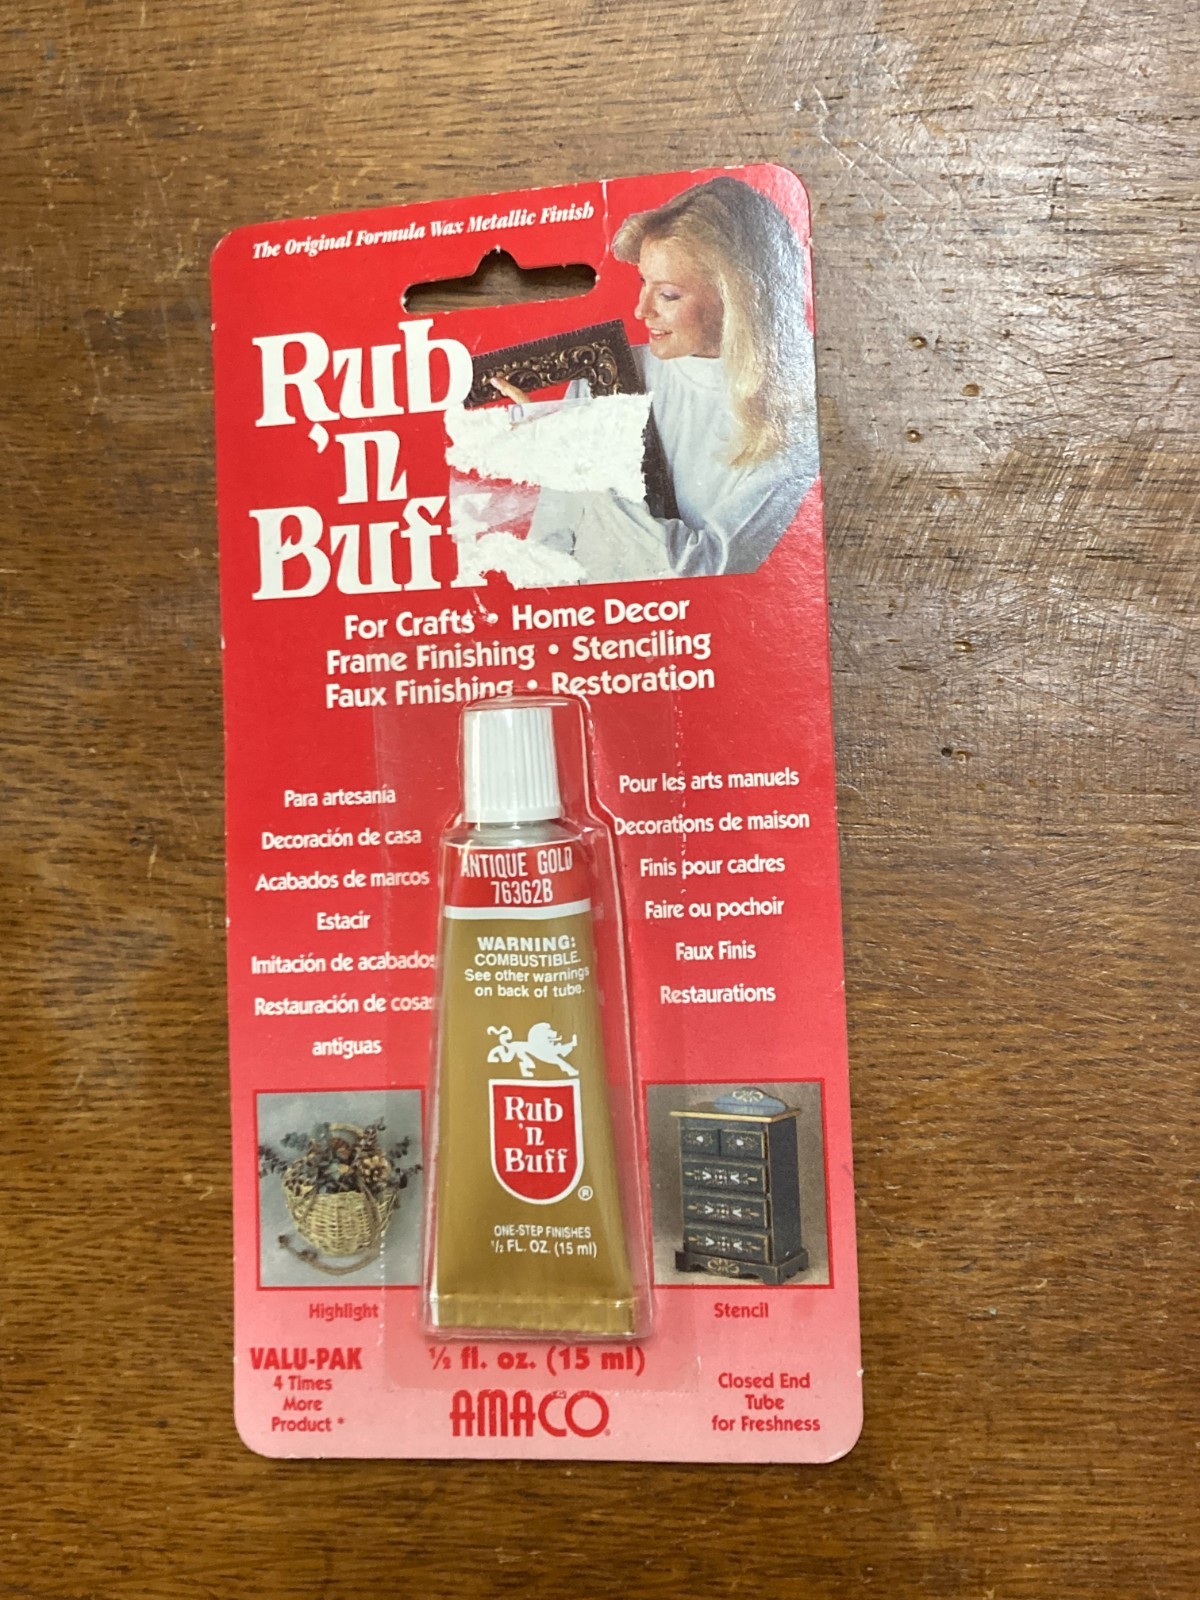 The Original Formula Wax Metallic Finish
Rub
'n
Buff
For Crafts • Home Decor
Frame Finishing • Stenciling
Faux Finishing • Restoration
Para artesanía
Decoración de casa
Acabados de marcos
Estacir
Imitación de acabados
Restauración de cosas
antiguas
Pour les arts manuels
Decorations de maison
Finis pour cadres
Faire ou pochoir
Faux Finis
Restaurations
ANTIQUE GOLD
76362B
WARNING:
COMBUSTIBLE.
See other warnings
on back of tube.
Rub
'n
Buff
®
ONE-STEP FINISHES
1/2 FL. OZ. (15 ml)
Highlight
Stencil
VALU-PAK
4 Times
More
Product *
½ fl. oz. (15 ml)
AMACO®
Closed End
Tube
for Freshness